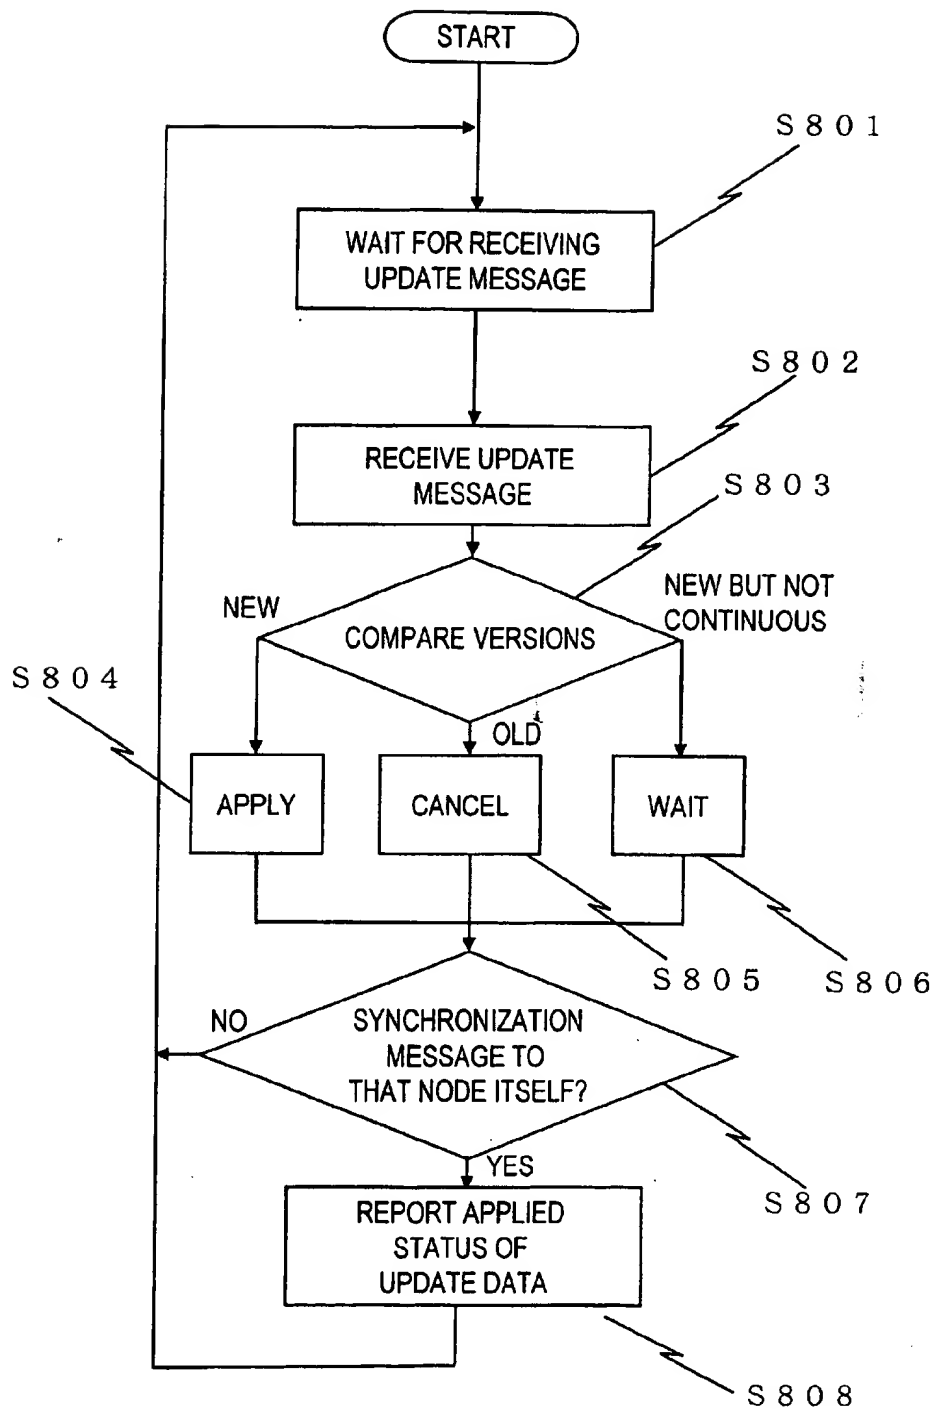 START
S801
WAIT FOR RECEIVING
UPDATE MESSAGE
S802
RECEIVE UPDATE
MESSAGE
S803
NEW
NEW BUT NOT
CONTINUOUS
COMPARE VERSIONS
S804
OLD
APPLY
CANCEL
WAIT
S805
S806
NO
SYNCHRONIZATION
MESSAGE TO
THAT NODE ITSELF?
YES
S807
REPORT APPLIED
STATUS OF
UPDATE DATA
S808